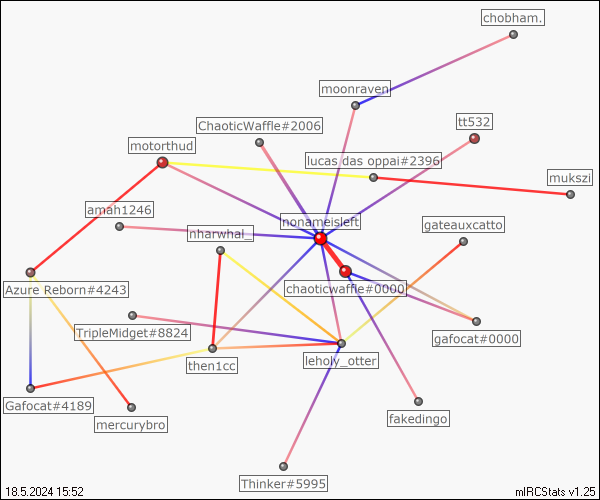 chobham.
moonraven
ChaoticWaffle#2006
tt532
motorthud
lucas das oppai#2396
mukszi
amah1246
nonameisleft
gateauxcatto
nharwhai_
Azure Reborn#4243
chaoticwaffle#0000
TripleMidget#8824
gafocat#0000
then1cc
leholy_otter
Gafocat#4189
mercurybro
fakedingo
Thinker#5995
18.5.2024 15:52
mIRCStats v1.25